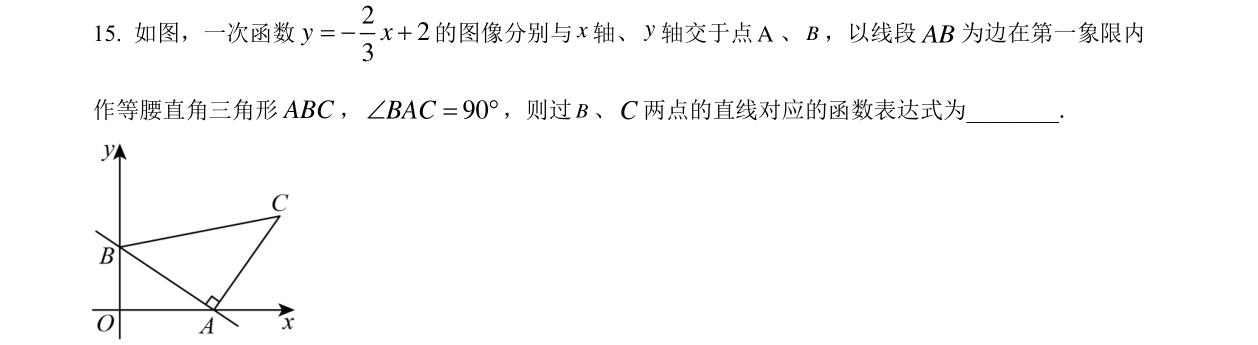 15. 如图，一次函数 y = -\frac{2}{3}x + 2 的图像分别与 x 轴、y 轴交于点 A、B，以线段 AB 为边在第一象限内
作等腰直角三角形 ABC，∠BAC = 90°，则过 B、C 两点的直线对应的函数表达式为________.
y
C
B
O
A
x